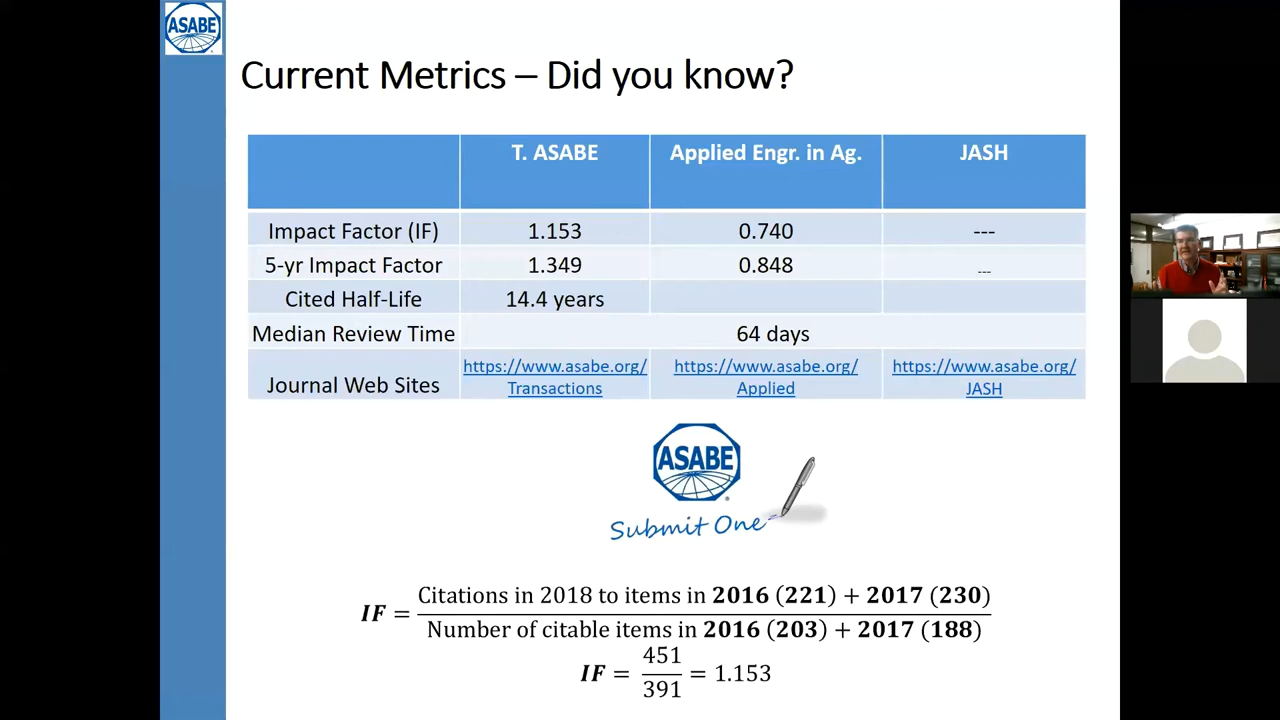 ASABE
Current Metrics – Did you know?
T. ASABE Applied Engr. in Ag. JASH
Impact Factor (IF) 1.153 0.740 ---
5-yr Impact Factor 1.349 0.848 ---
Cited Half-Life 14.4 years
Median Review Time 64 days
https://www.asabe.org/ https://www.asabe.org/ https://www.asabe.org/
Journal Web Sites Transactions Applied JASH
ASABE
Submit One
IF = Citations in 2018 to items in 2016 (221) + 2017 (230)
Number of citable items in 2016 (203) + 2017 (188)
IF = 451
391 = 1.153